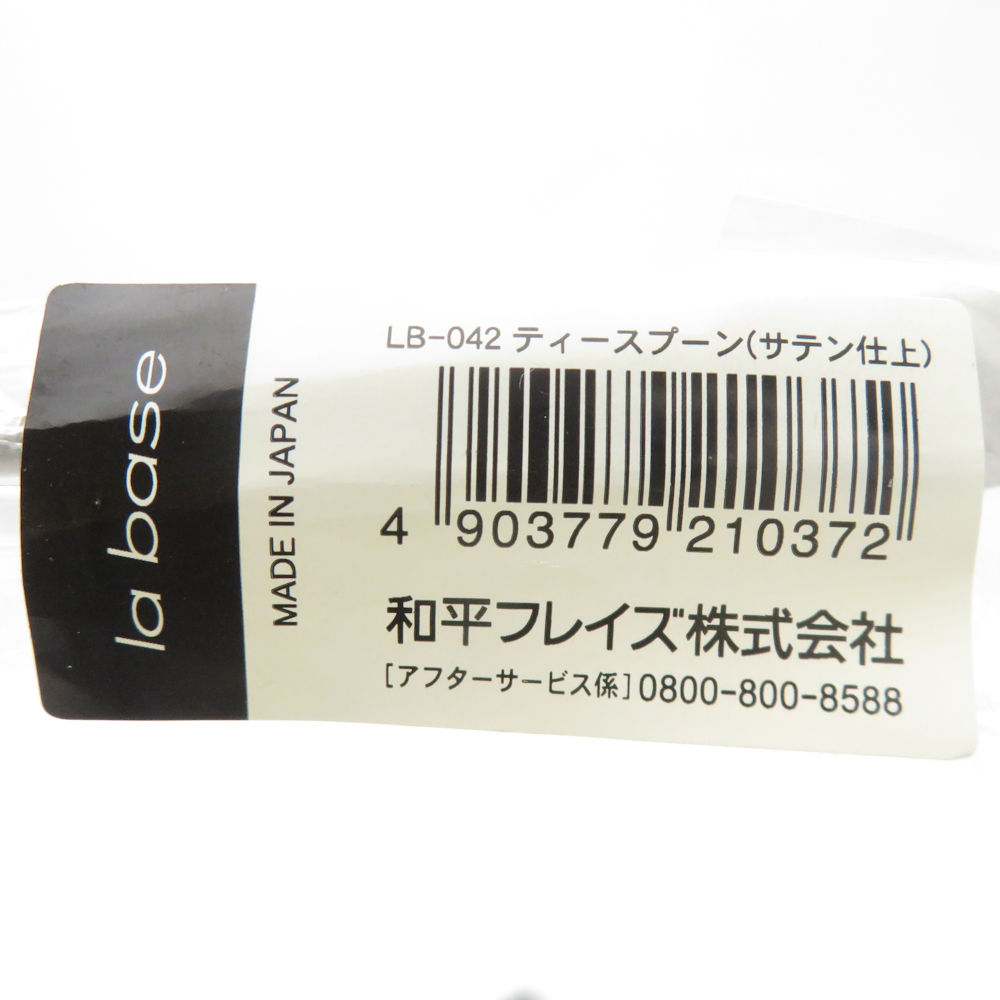 la base
MADE IN JAPAN
LB-042 ティースプーン(サテン仕上)
4 903779 210372
和平フレイズ株式会社
[アフターサービス係]0800-800-8588